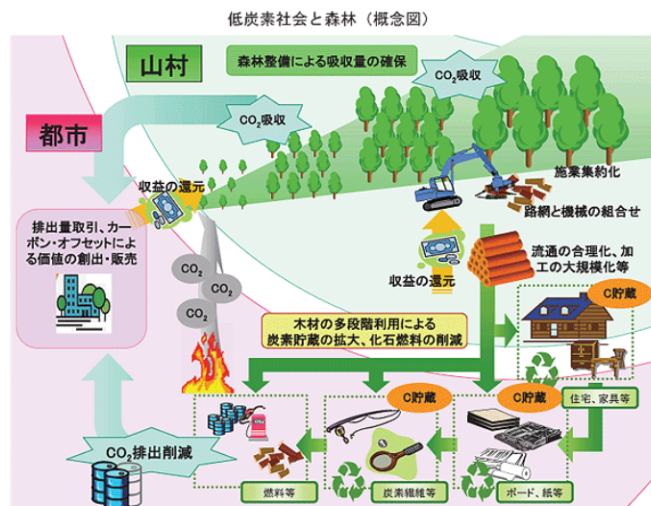 低炭素社会と森林（概念図）
山村
森林整備による吸収量の確保
CO₂吸収
CO₂吸収
都市
収益の還元
施業集約化
路網と機械の組合せ
排出量取引、カー
ボン・オフセットによ
る価値の創出・販売
CO₂
CO₂
CO₂
収益の還元
流通の合理化、加
工の大規模化等
C貯蔵
木材の多段階利用による
炭素貯蔵の拡大、化石燃料の削減
住宅、家具等
C貯蔵
C貯蔵
CO₂排出削減
燃料等
炭素繊維等
ボード、紙等